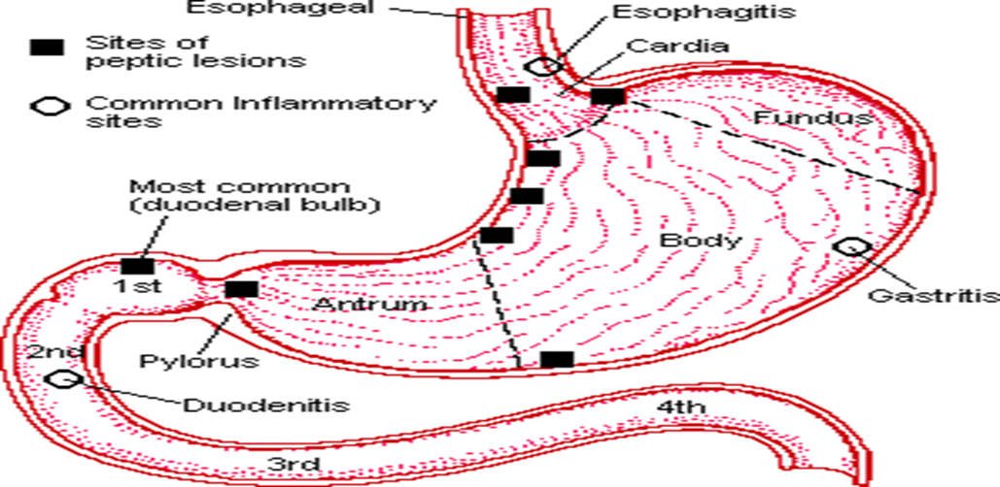 Esophageal
Esophagitis
Sites of
peptic lesions
Cardia
Common Inflammatory
sites
Fundus
Most common
(duodenal bulb)
Body
1st
Antrum
Gastritis
2nd
Pylorus
Duodenitis
4th
3rd